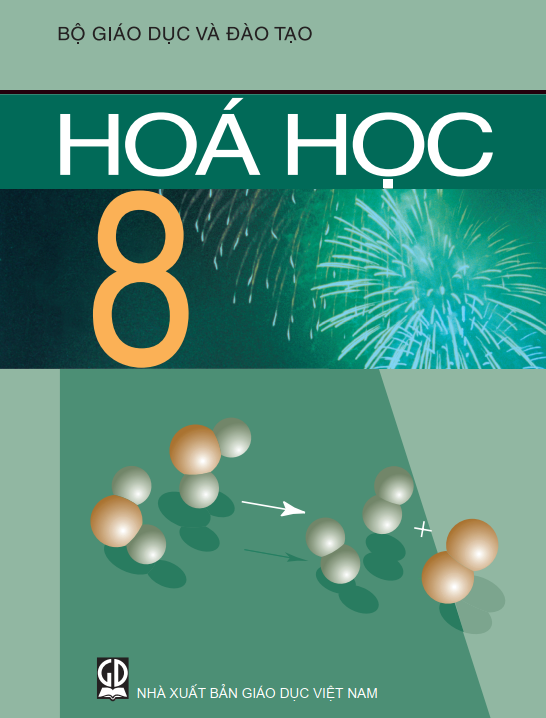 BỘ GIÁO DỤC VÀ ĐÀO TẠO
HOÁ HỌC
8
+
GD
NHÀ XUẤT BẢN GIÁO DỤC VIỆT NAM